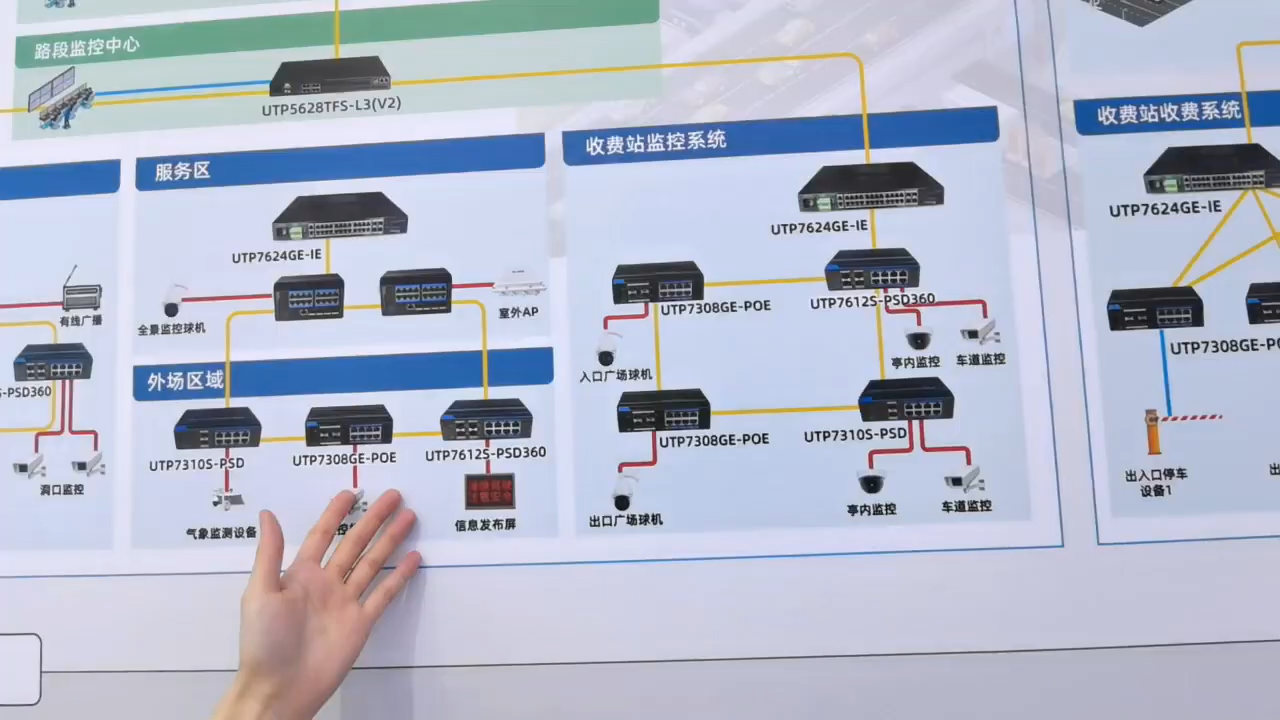 路段监控中心
UTP5628TFS-L3(V2)
服务区
UTP7624GE-IE
全景监控球机
室外AP
外场区域
UTP7310S-PSD
UTP7308GE-POE
UTP7612S-PSD360
气象监测设备
信息发布屏
有线广播
S-PSD360
洞口监控
收费站监控系统
UTP7624GE-IE
UTP7308GE-POE
UTP7612S-PSD360
入口广场球机
亭内监控
车道监控
UTP7308GE-POE
UTP7310S-PSD
出口广场球机
亭内监控
车道监控
收费站收费系统
UTP7624GE-IE
UTP7308GE-P
出入口停车
设备1